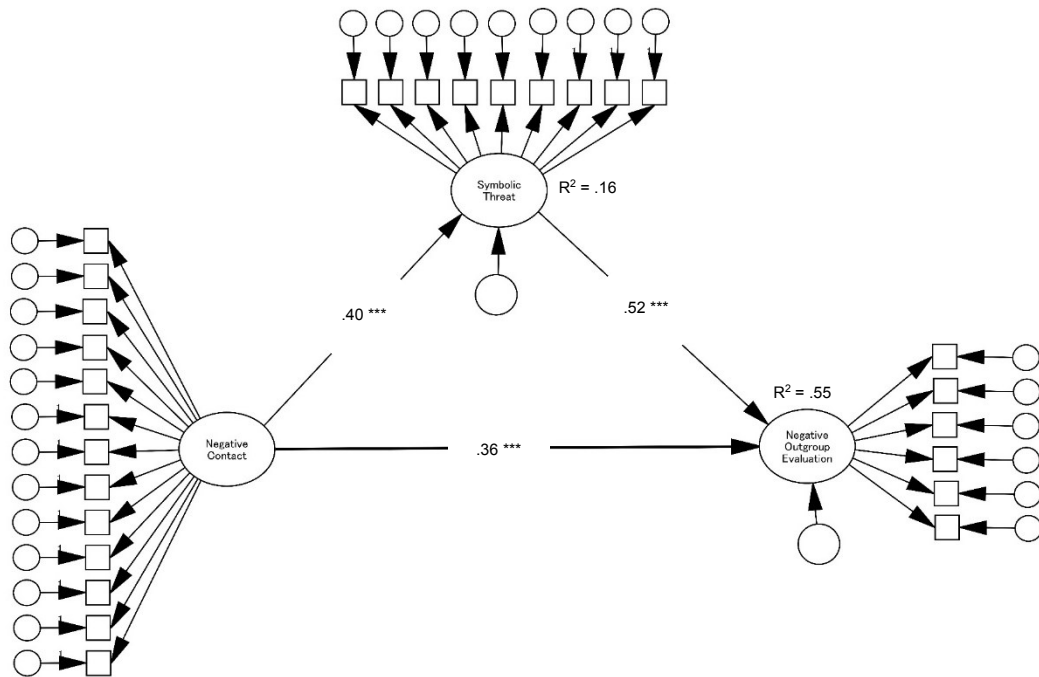 Symbolic
Threat
R² = .16
.40 ***
.52 ***
R² = .55
Negative
Contact
.36 ***
Negative
Outgroup
Evaluation